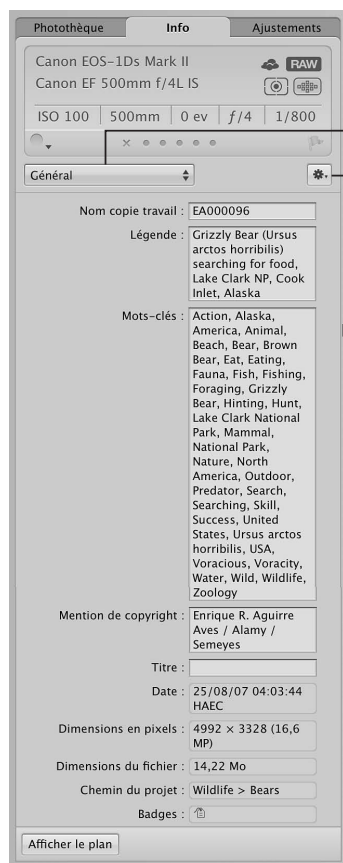 Photothèque Info Ajustements
Canon EOS-1Ds Mark II RAW
Canon EF 500mm f/4L IS
ISO 100 500mm 0 ev ƒ/4 1/800
Général
Nom copie travail : EA000096
Légende : Grizzly Bear (Ursus
arctos horribilis)
searching for food,
Lake Clark NP, Cook
Inlet, Alaska
Mots-clés : Action, Alaska,
America, Animal,
Beach, Bear, Brown
Bear, Eat, Eating,
Fauna, Fish, Fishing,
Foraging, Grizzly
Bear, Hinting, Hunt,
Lake Clark National
Park, Mammal,
National Park,
Nature, North
America, Outdoor,
Predator, Search,
Searching, Skill,
Success, United
States, Ursus arctos
horribilis, USA,
Voracious, Voracity,
Water, Wild, Wildlife,
Zoology
Mention de copyright : Enrique R. Aguirre
Aves / Alamy /
Semeyes
Titre :
Date : 25/08/07 04:03:44
HAEC
Dimensions en pixels : 4992 × 3328 (16,6
MP)
Dimensions du fichier : 14,22 Mo
Chemin du projet : Wildlife > Bears
Badges :
Afficher le plan